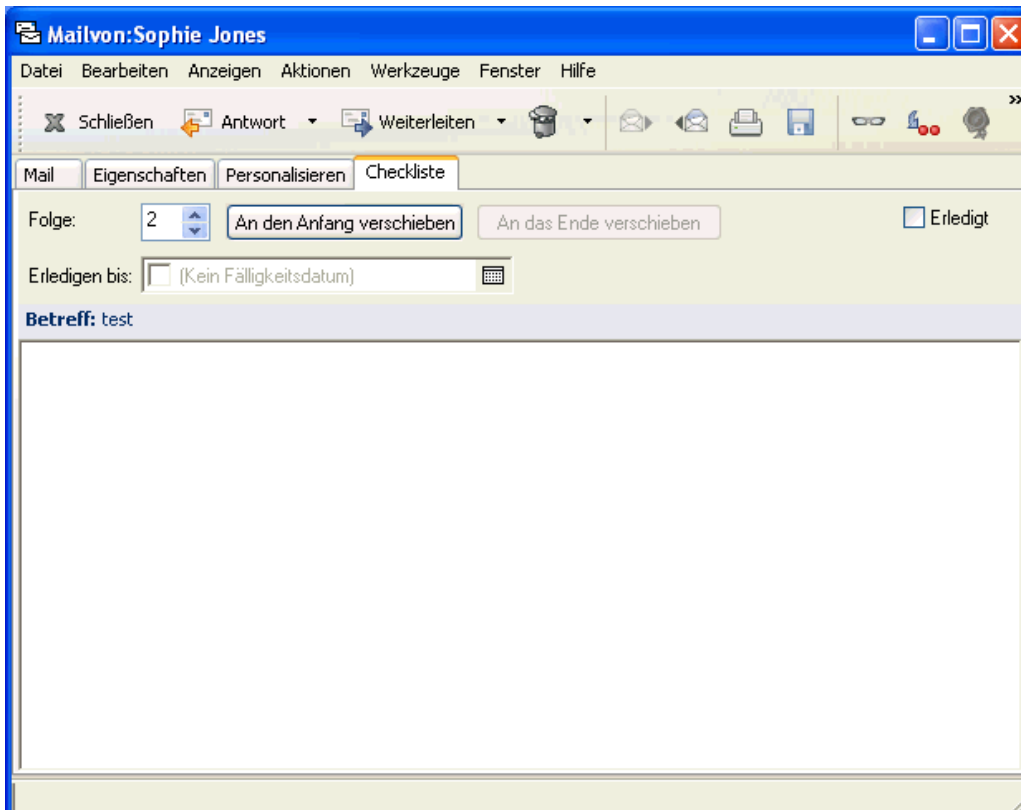 Mailvon:Sophie Jones
Datei Bearbeiten Anzeigen Aktionen Werkzeuge Fenster Hilfe
Schließen Antwort Weiterleiten »
Mail Eigenschaften Personalisieren Checkliste
Folge: 2 An den Anfang verschieben An das Ende verschieben Erledigt
Erledigen bis: (Kein Fälligkeitsdatum)
Betreff: test